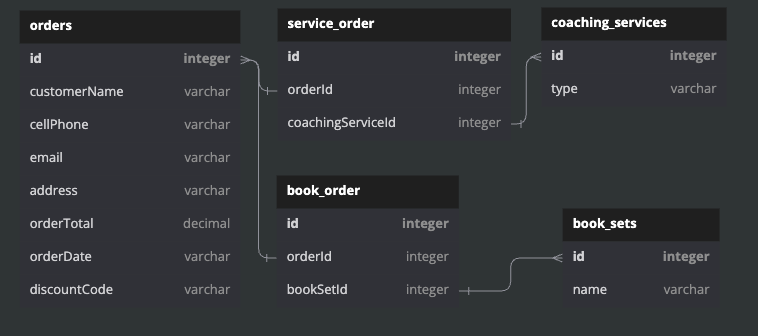 orders
id integer
customerName varchar
cellPhone varchar
email varchar
address varchar
orderTotal decimal
orderDate varchar
discountCode varchar
service_order
id integer
orderId integer
coachingServiceId integer
coaching_services
id integer
type varchar
book_order
id integer
orderId integer
bookSetId integer
book_sets
id integer
name varchar